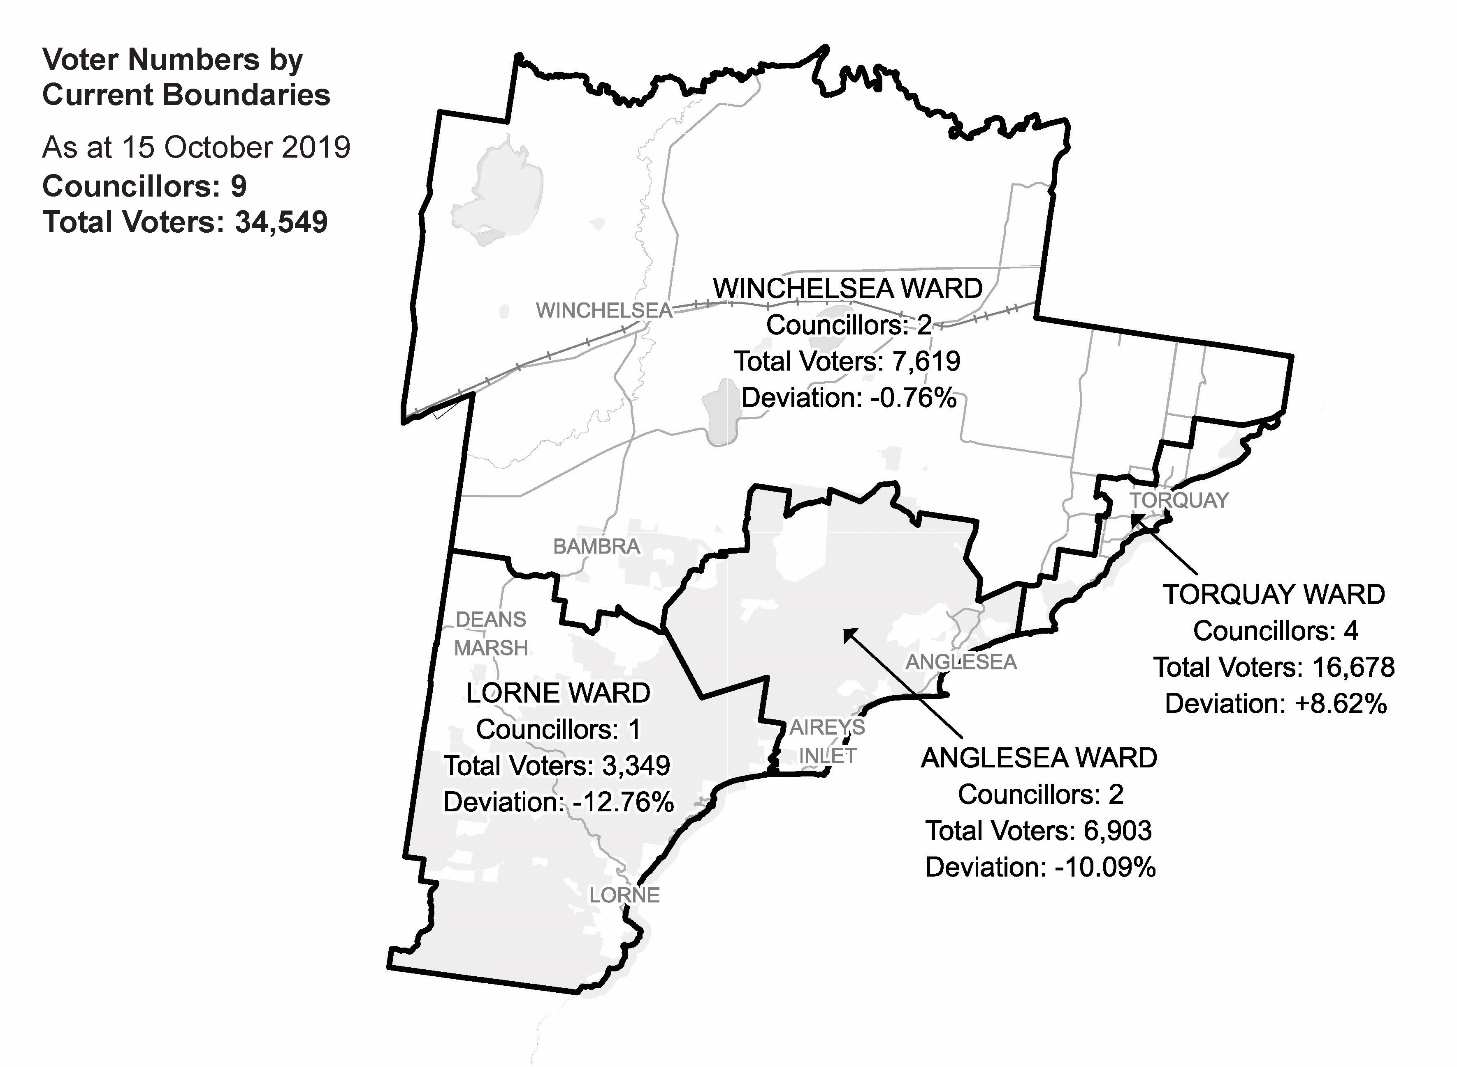 Voter Numbers by
Current Boundaries
As at 15 October 2019
Councillors: 9
Total Voters: 34,549
WINCHELSEA WARD
Councillors: 2
Total Voters: 7,619
Deviation: -0.76%
WINCHELSEA
BAMBRA
TORQUAY
TORQUAY WARD
Councillors: 4
Total Voters: 16,678
Deviation: +8.62%
DEANS
MARSH
LORNE WARD
Councillors: 1
Total Voters: 3,349
Deviation: -12.76%
ANGLESEA
AIREYS
INLET
ANGLESEA WARD
Councillors: 2
Total Voters: 6,903
Deviation: -10.09%
LORNE